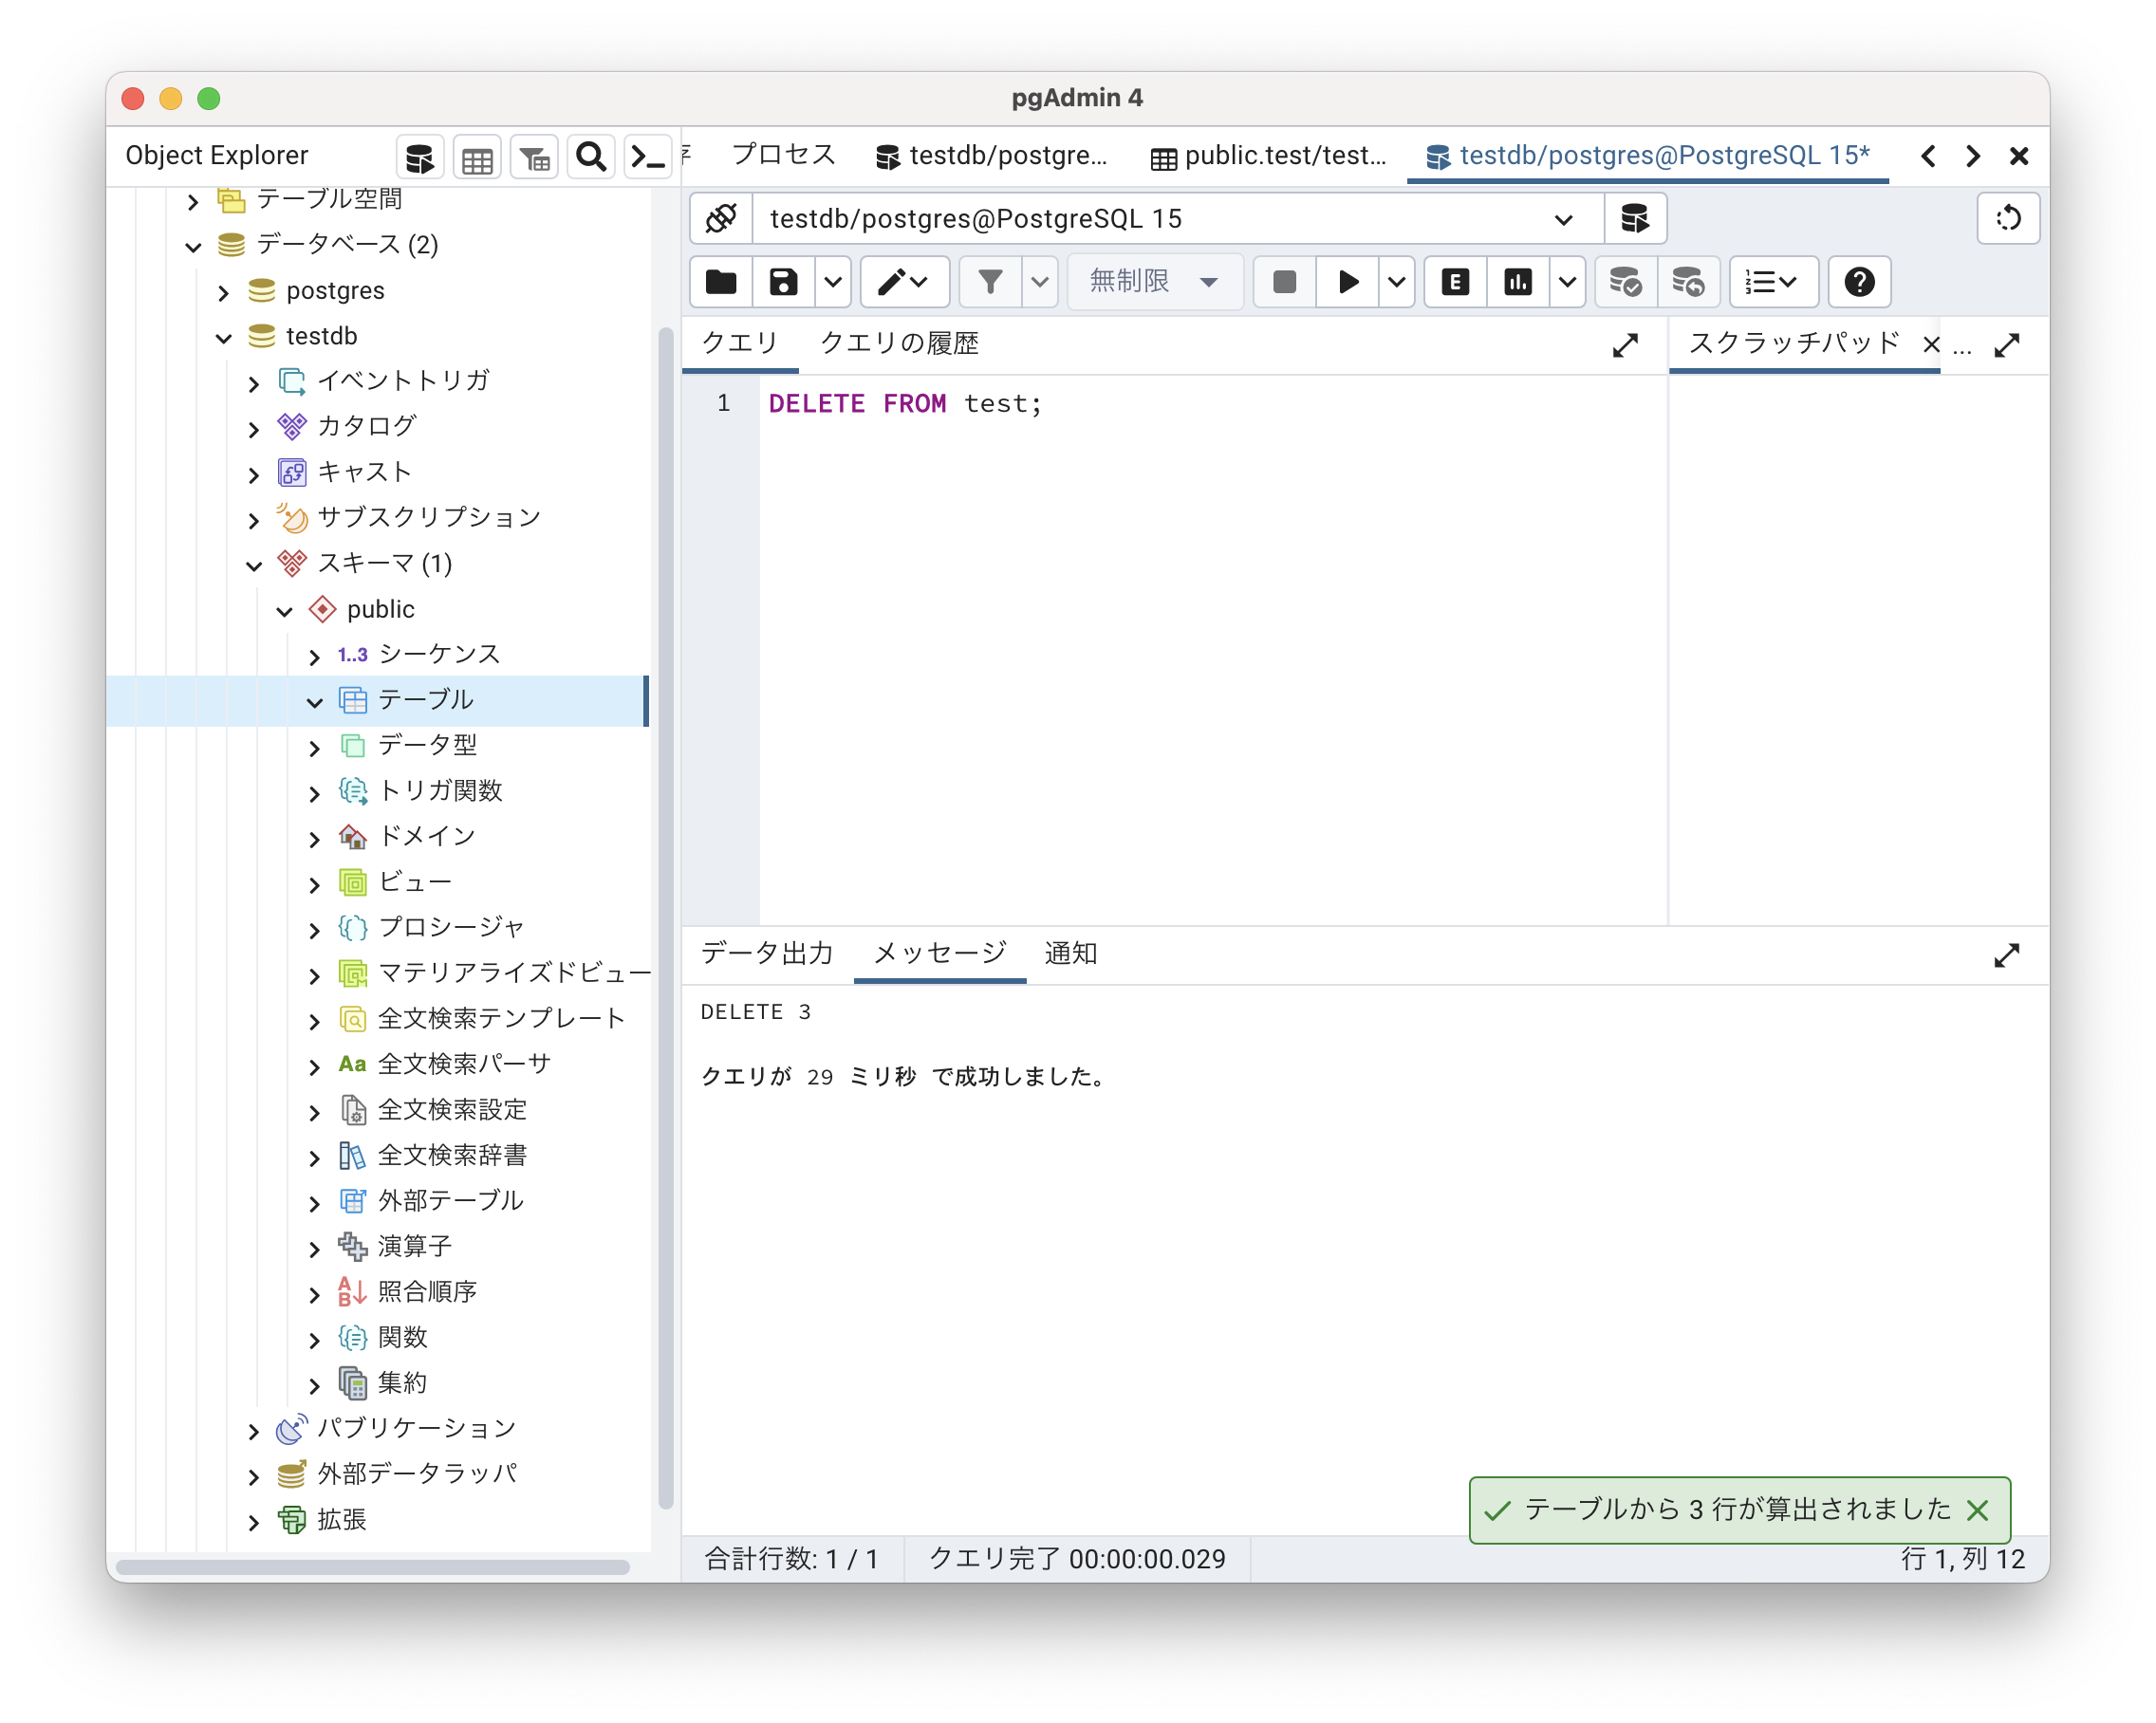 pgAdmin 4
Object Explorer
序
プロセス
testdb/postgre...
public.test/test...
testdb/postgres@PostgreSQL 15*
テーブル空間
データベース (2)
postgres
testdb
イベントトリガ
カタログ
キャスト
サブスクリプション
スキーマ (1)
public
1..3 シーケンス
テーブル
データ型
トリガ関数
ドメイン
ビュー
プロシージャ
マテリアライズドビュー
全文検索テンプレート
Aa 全文検索パーサ
全文検索設定
全文検索辞書
外部テーブル
演算子
AB 照合順序
関数
集約
パブリケーション
外部データラッパ
拡張
testdb/postgres@PostgreSQL 15
無制限
E
クエリ クエリの履歴
スクラッチパッド × ...
1 DELETE FROM test;
データ出力 メッセージ 通知
DELETE 3
クエリが 29 ミリ秒 で成功しました。
テーブルから 3 行が算出されました
合計行数: 1 / 1 クエリ完了 00:00:00.029 行 1, 列 12